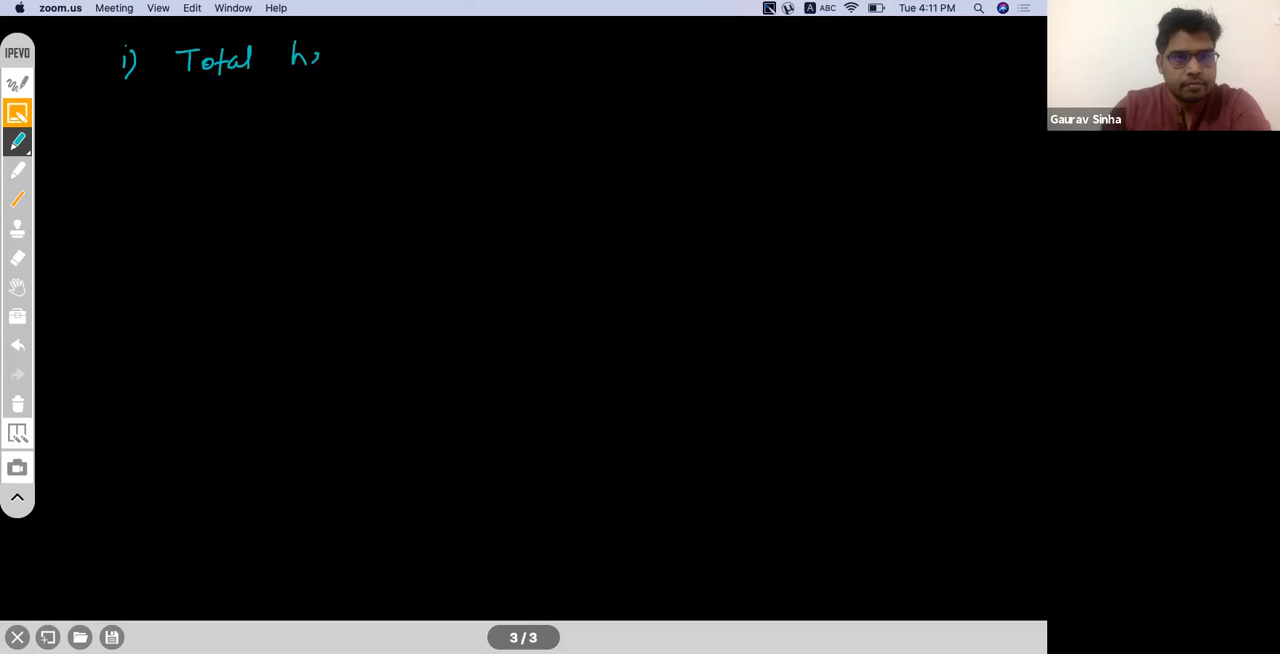 zoom.us Meeting View Edit Window Help A ABC Tue 4:11 PM
IPEVO
i) Total
Gaurav Sinha
3 / 3